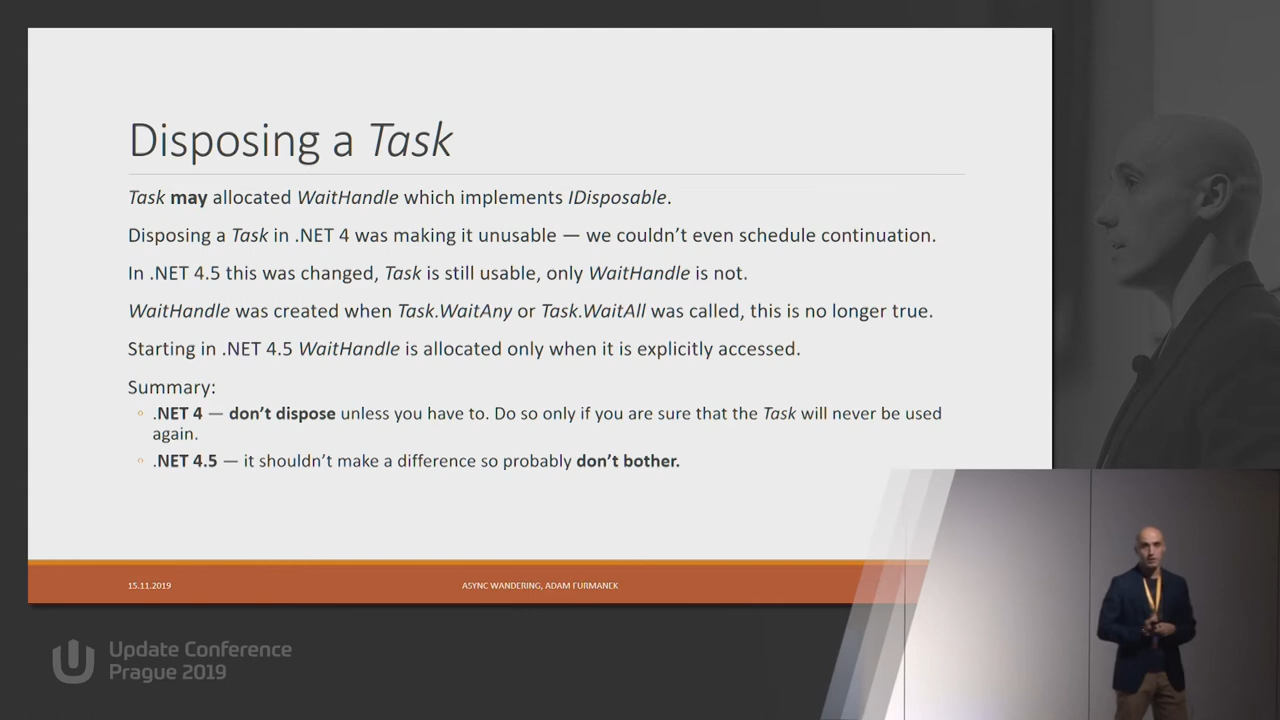 Disposing a Task
Task may allocated WaitHandle which implements IDisposable.
Disposing a Task in .NET 4 was making it unusable — we couldn't even schedule continuation.
In .NET 4.5 this was changed, Task is still usable, only WaitHandle is not.
WaitHandle was created when Task.WaitAny or Task.WaitAll was called, this is no longer true.
Starting in .NET 4.5 WaitHandle is allocated only when it is explicitly accessed.
Summary:
◦ .NET 4 — don't dispose unless you have to. Do so only if you are sure that the Task will never be used
again.
◦ .NET 4.5 — it shouldn't make a difference so probably don't bother.
15.11.2019
ASYNC WANDERING, ADAM FURMANEK
Update Conference
Prague 2019